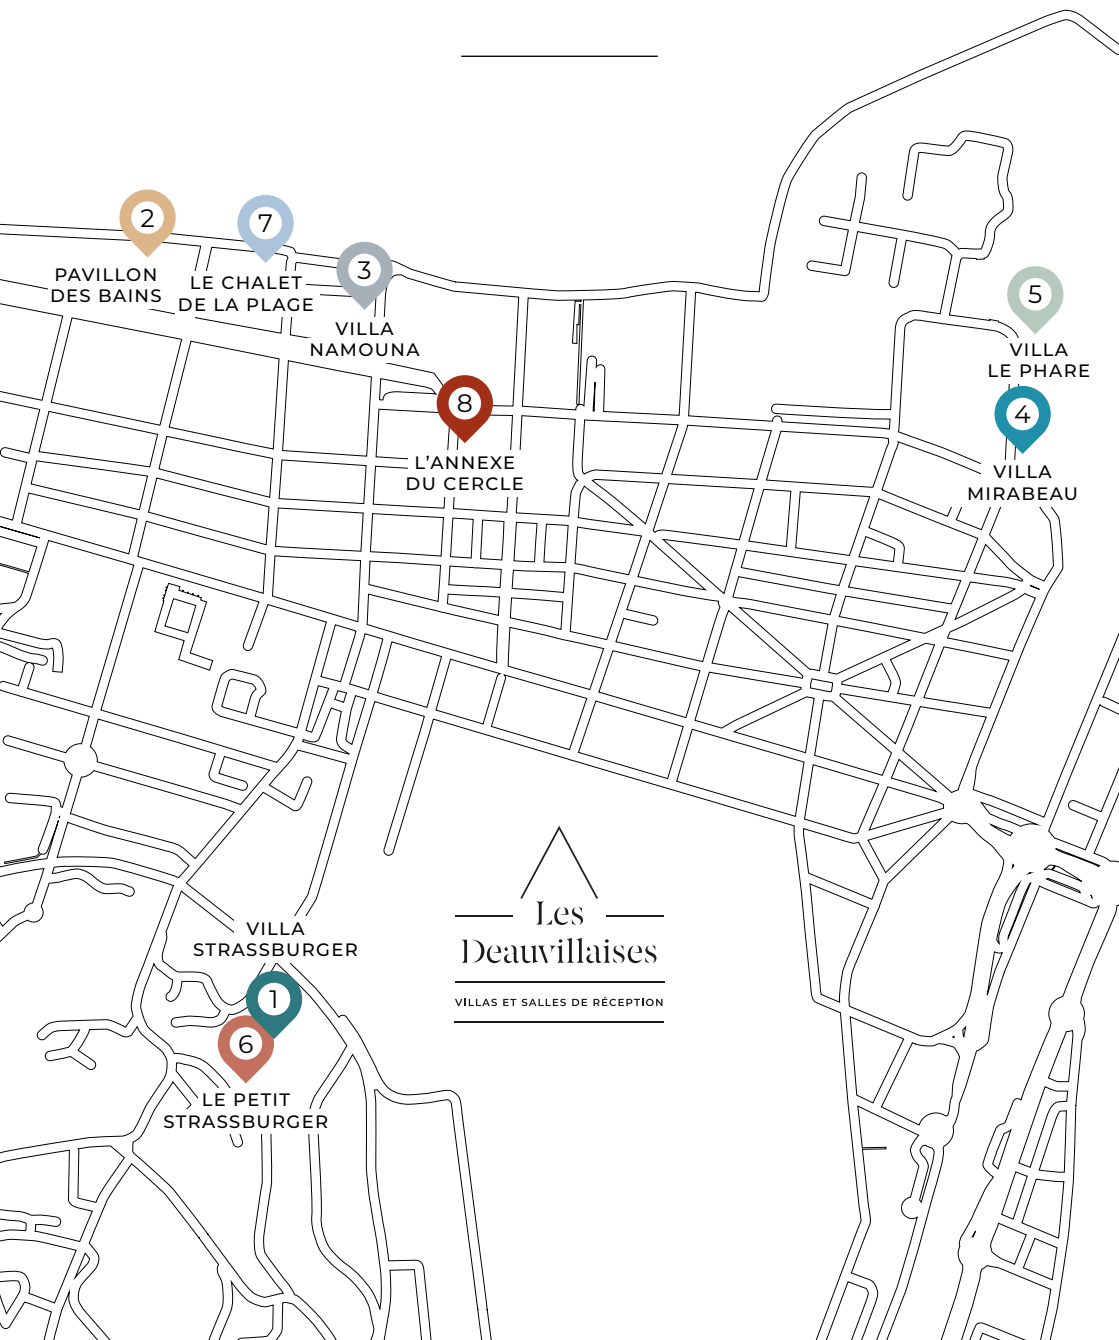 2
PAVILLON
DES BAINS
7
LE CHALET
DE LA PLAGE
3
VILLA
NAMOUNA
5
VILLA
LE PHARE
8
L'ANNEXE
DU CERCLE
4
VILLA
MIRABEAU
Les
Deauvillaises
VILLAS ET SALLES DE RÉCEPTION
VILLA
STRASSBURGER
1
6
LE PETIT
STRASSBURGER